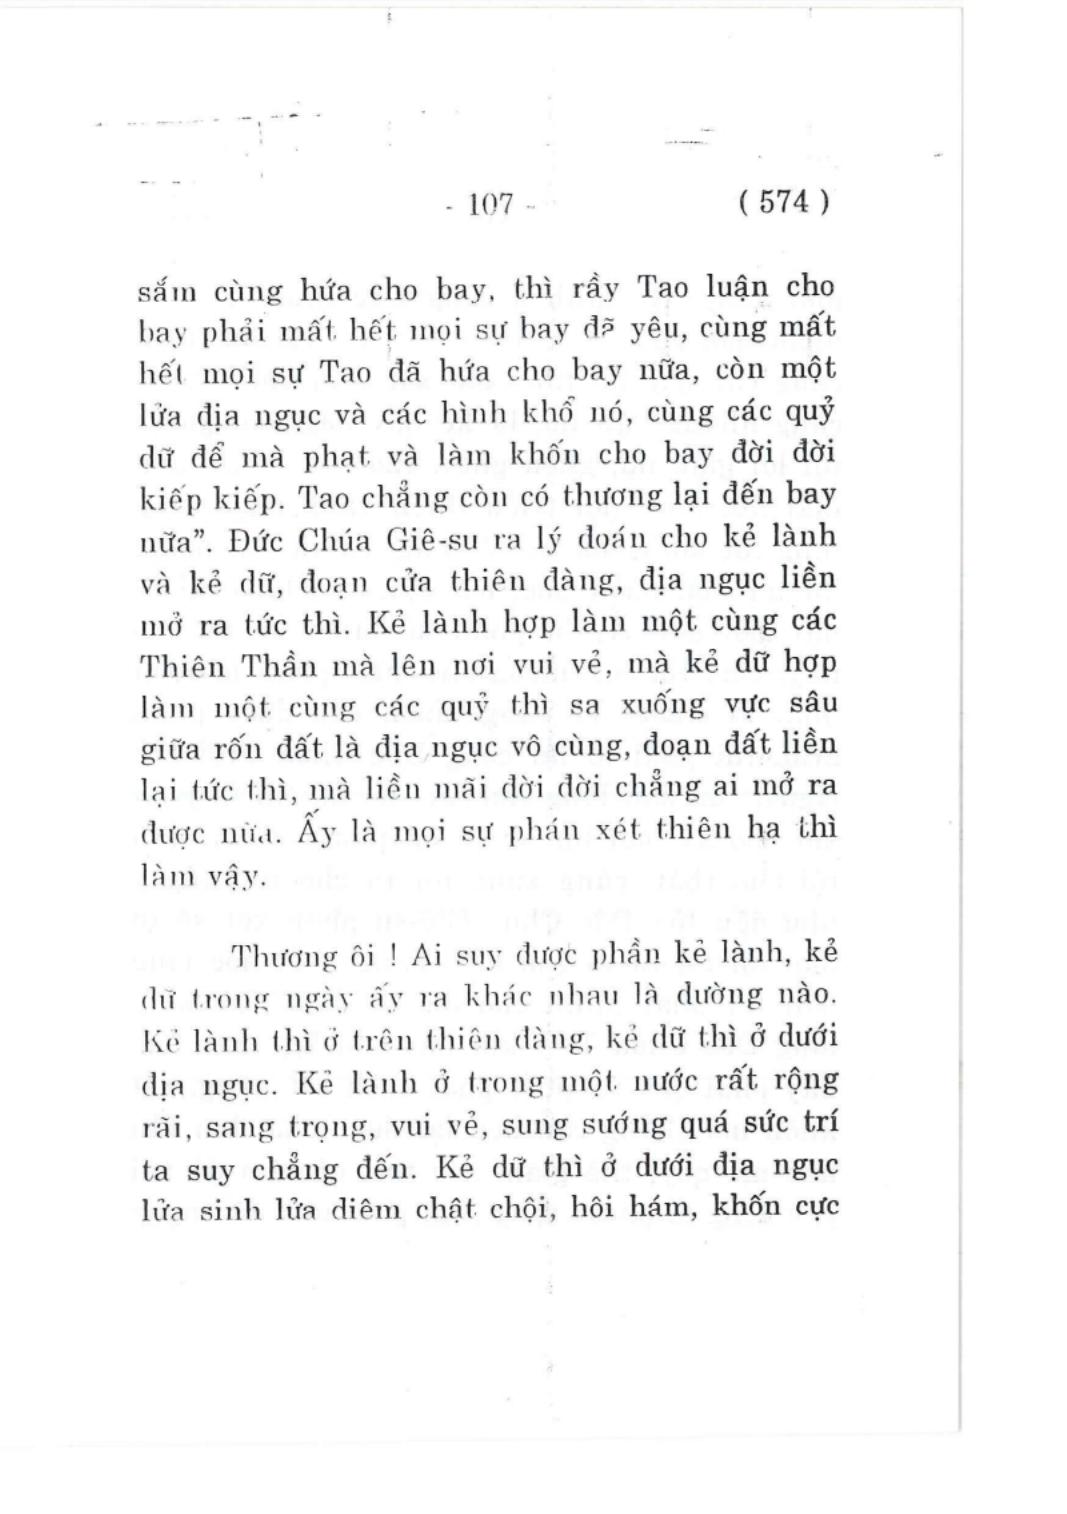 - 107 -
( 574 )
sắm cùng hứa cho bay, thì rầy Tao luận cho
bay phải mất hết mọi sự bay đã yêu, cùng mất
hết mọi sự Tao đã hứa cho bay nữa, còn một
lửa địa ngục và các hình khổ nó, cùng các quỷ
dữ để mà phạt và làm khốn cho bay đời đời
kiếp kiếp. Tao chẳng còn có thương lại đến bay
nữa”. Đức Chúa Giê-su ra lý đoán cho kẻ lành
và kẻ dữ, đoạn cửa thiên đàng, địa ngục liền
mở ra tức thì. Kẻ lành hợp làm một cùng các
Thiên Thần mà lên nơi vui vẻ, mà kẻ dữ hợp
làm một cùng các quỷ thì sa xuống vực sâu
giữa rốn đất là địa ngục vô cùng, đoạn đất liền
lại tức thì, mà liền mãi đời đời chẳng ai mở ra
được nữa. Ấy là mọi sự phán xét thiên hạ thì
làm vậy.
Thương ôi ! Ai suy được phần kẻ lành, kẻ
dữ trong ngày ấy ra khác nhau là dường nào.
Kẻ lành thì ở trên thiên đàng, kẻ dữ thì ở dưới
địa ngục. Kẻ lành ở trong một nước rất rộng
rãi, sang trọng, vui vẻ, sung sướng quá sức trí
ta suy chẳng đến. Kẻ dữ thì ở dưới địa ngục
lửa sinh lửa diêm chật chội, hôi hám, khốn cực